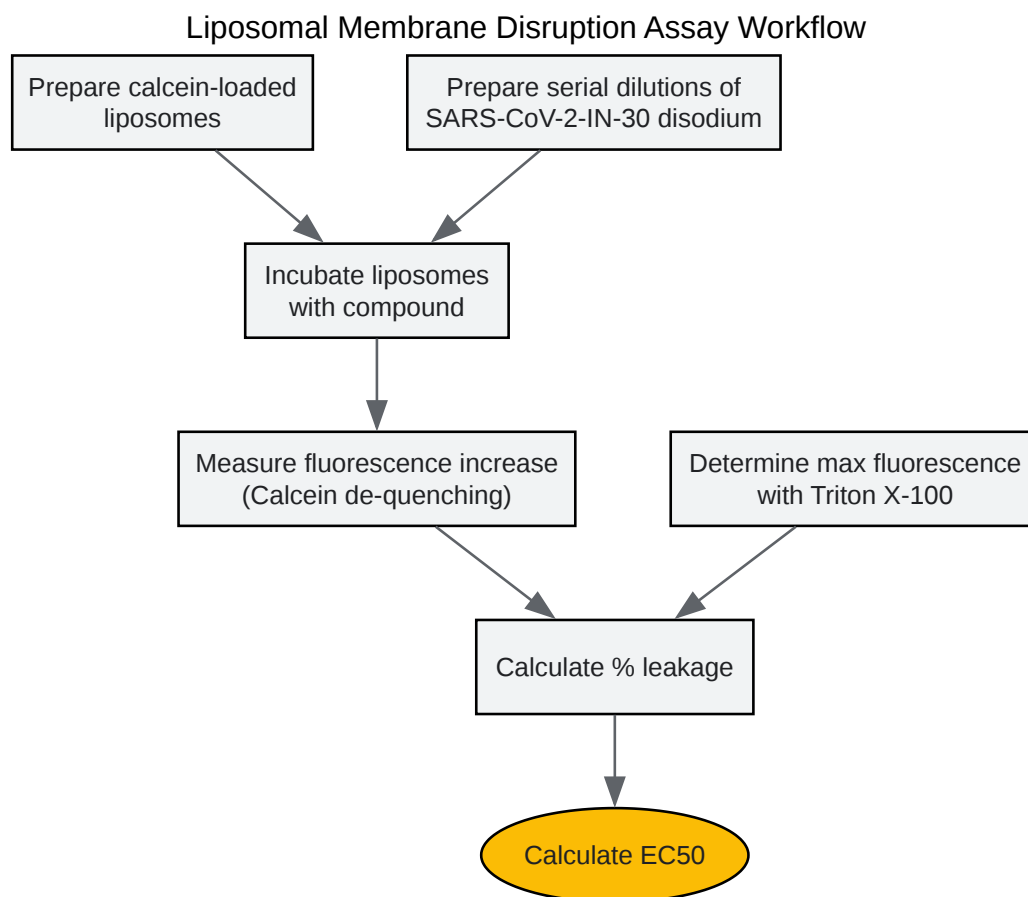 Liposomal Membrane Disruption Assay Workflow
Prepare calcein-loaded
liposomes
Prepare serial dilutions of
SARS-CoV-2-IN-30 disodium
Incubate liposomes
with compound
Measure fluorescence increase
(Calcein de-quenching)
Determine max fluorescence
with Triton X-100
Calculate % leakage
Calculate EC50